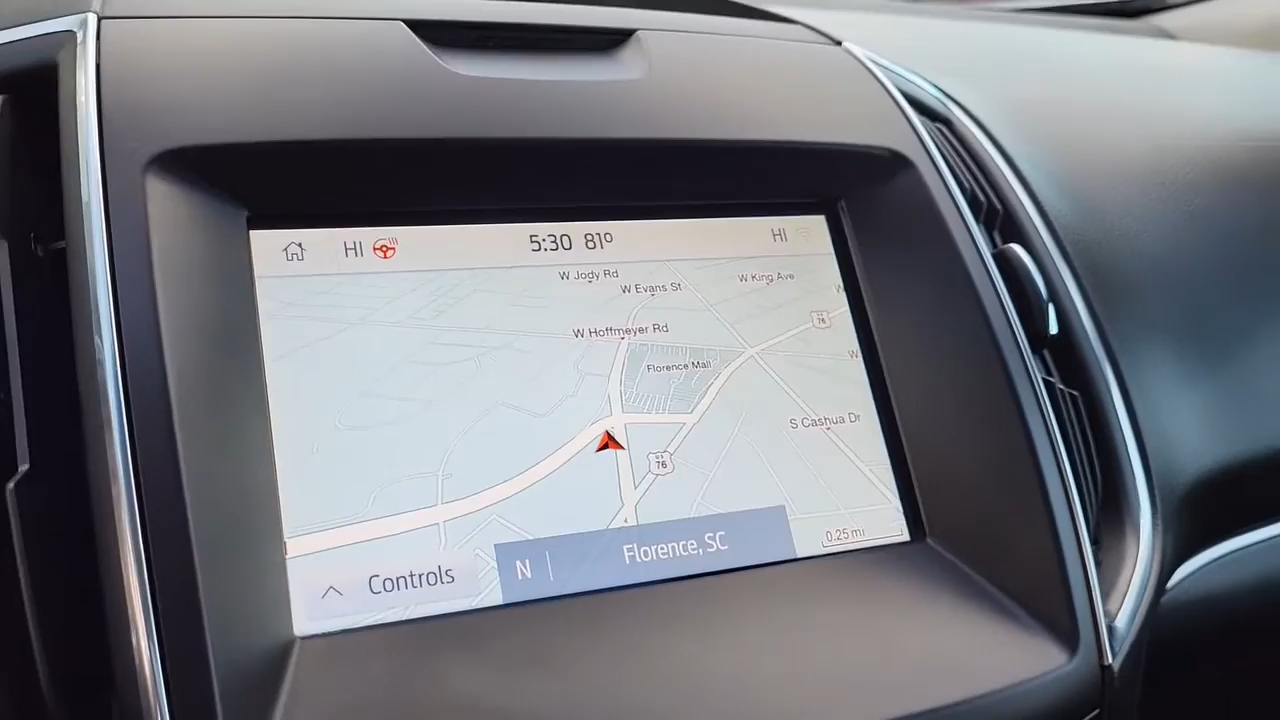 HI
5:30 81º
HI
W Jody Rd
W Evans St
W King Ave
W
U S
76
W Hoffmeyer Rd
W
Florence Mall
S Cashua Dr
U S
76
0.25 mi
Controls
N
Florence, SC